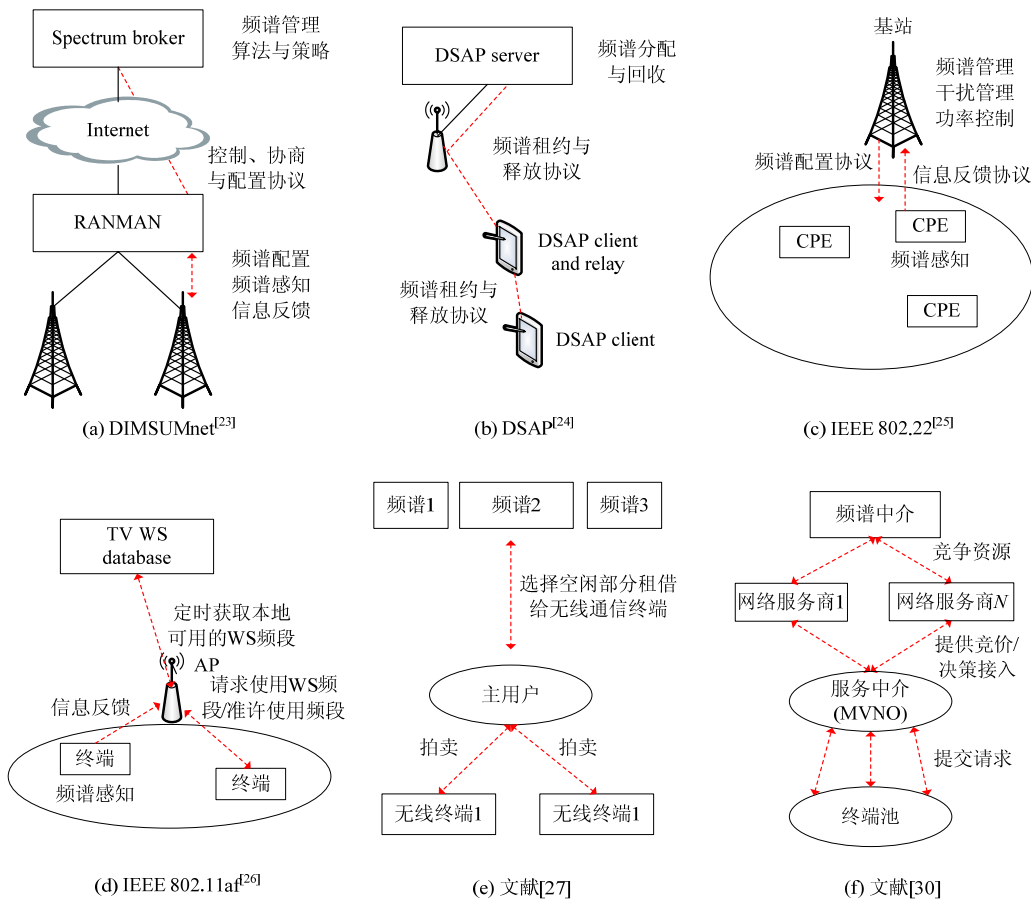 Spectrum broker
频谱管理
算法与策略
Internet
控制、协商
与配置协议
RANMAN
频谱配置
频谱感知
信息反馈
(a) DIMSUMnet[23]
DSAP server
频谱分配
与回收
频谱租约与
释放协议
DSAP client
and relay
频谱租约与
释放协议
DSAP client
(b) DSAP[24]
基站
频谱管理
干扰管理
功率控制
频谱配置协议
信息反馈协议
CPE
CPE
频谱感知
CPE
(c) IEEE 802.22[25]
TV WS
database
定时获取本地
可用的WS频段
AP
请求使用WS频
段/准许使用频段
信息反馈
终端
频谱感知
终端
(d) IEEE 802.11af[26]
频谱1
频谱2
频谱3
选择空闲部分租借
给无线通信终端
主用户
拍卖
拍卖
无线终端1
无线终端1
(e) 文献[27]
频谱中介
竞争资源
网络服务商1
网络服务商N
提供竞价/
决策接入
服务中介
(MVNO)
提交请求
终端池
(f) 文献[30]